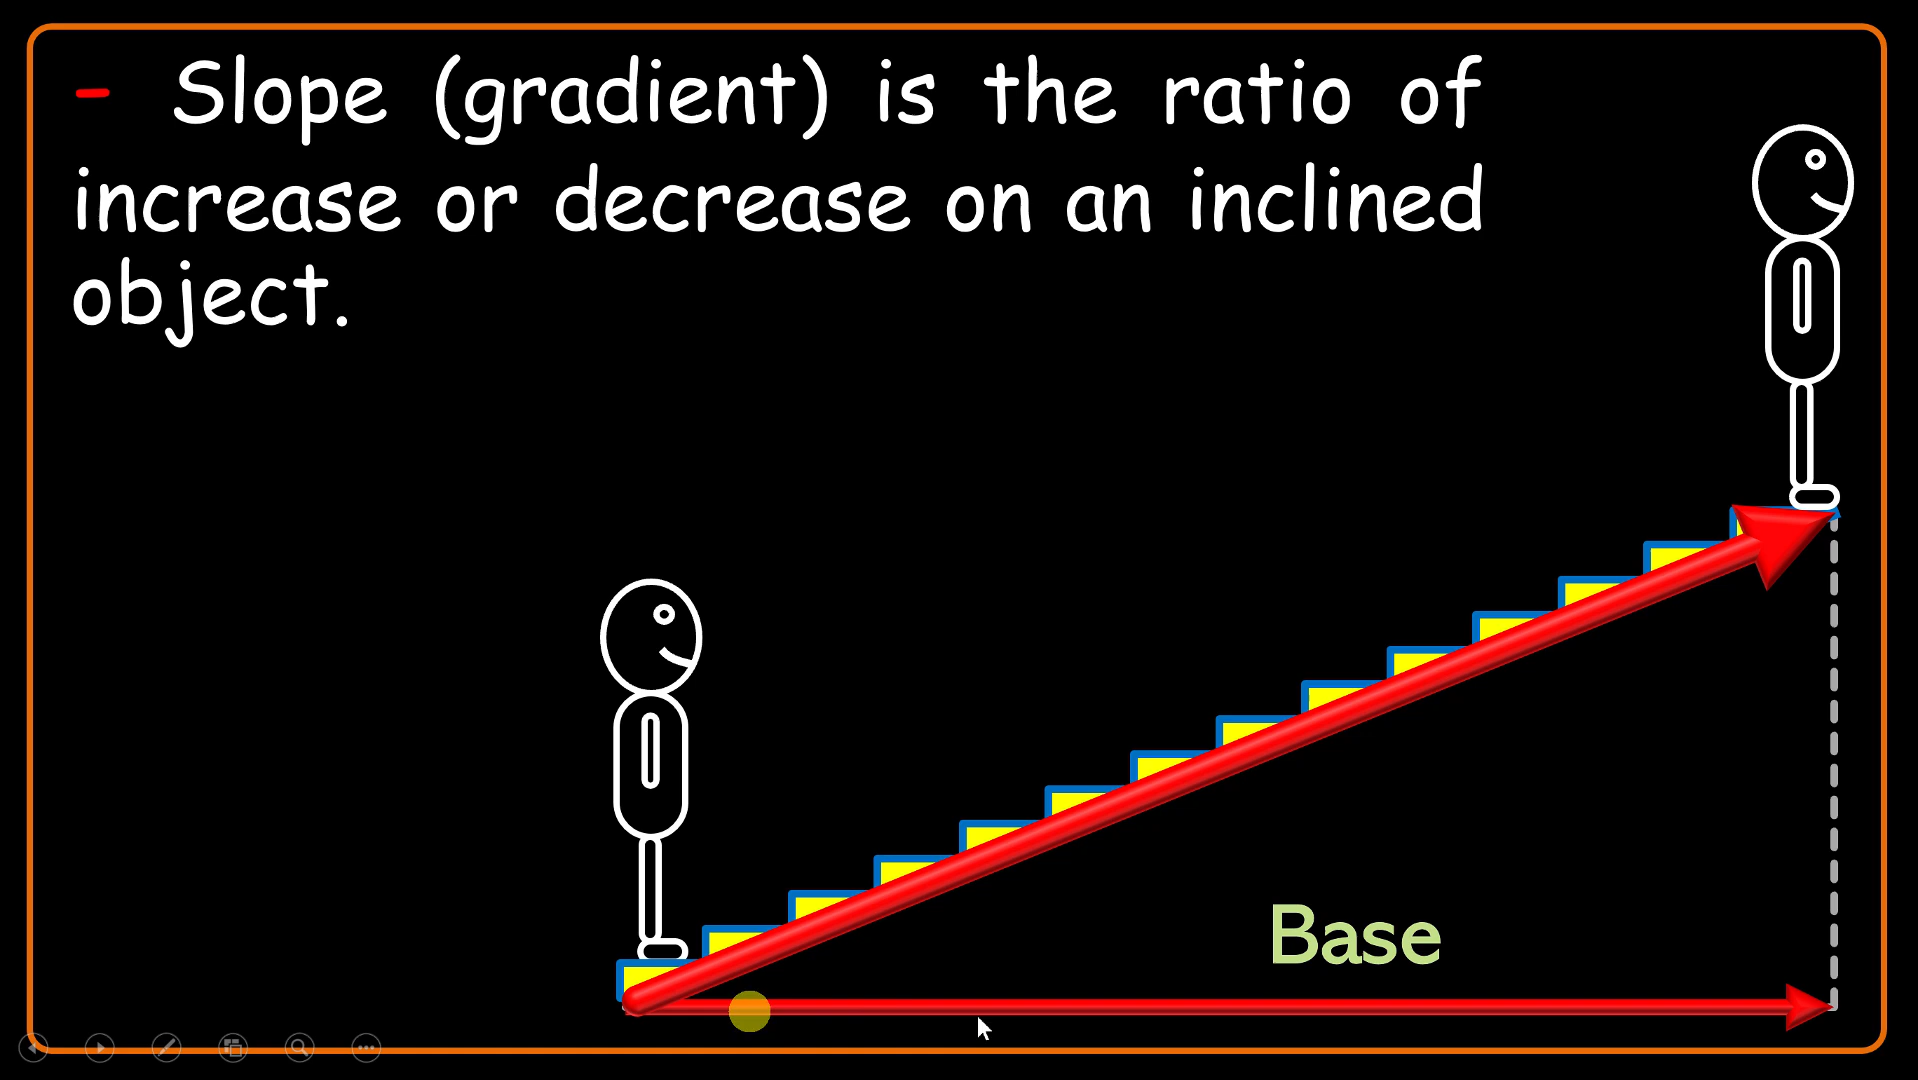 - Slope (gradient) is the ratio of
increase or decrease on an inclined
object.
Base